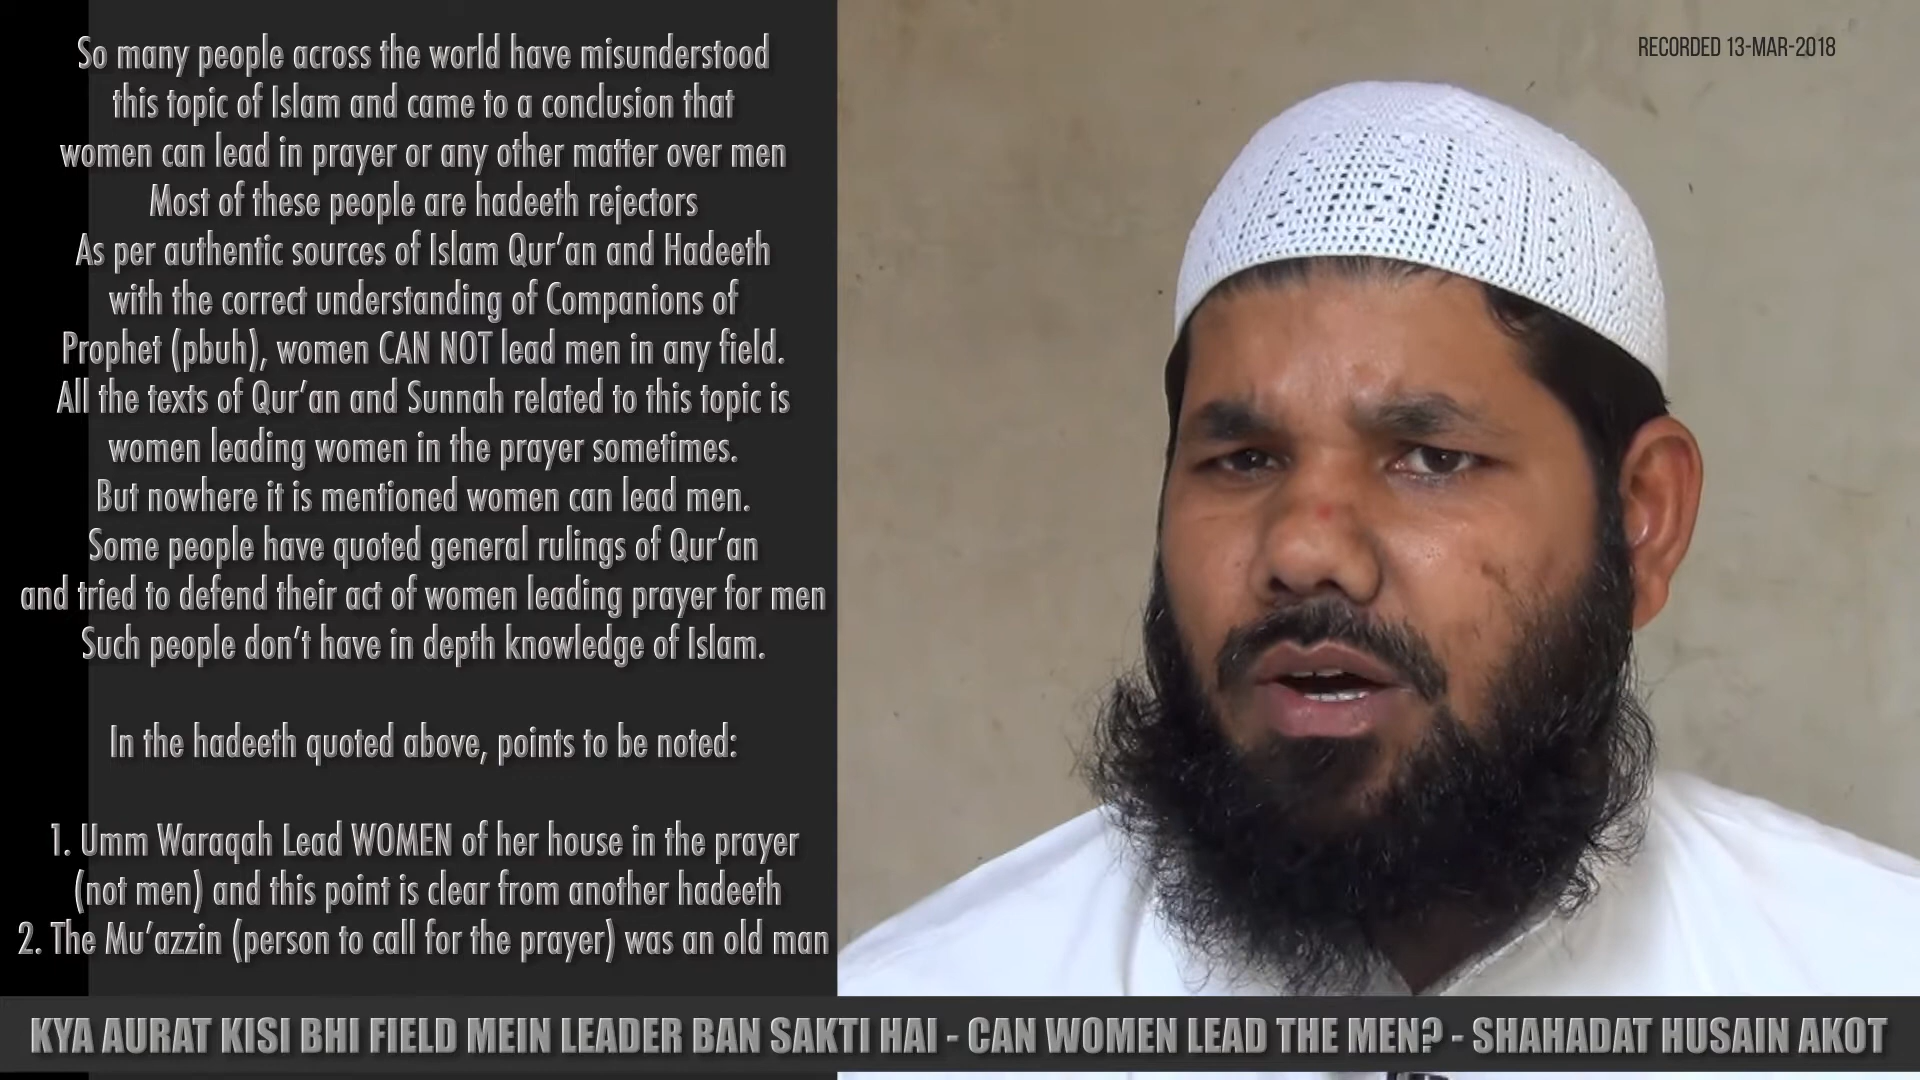 So many people across the world have misunderstood
this topic of Islam and came to a conclusion that
women can lead in prayer or any other matter over men
Most of these people are hadeeth rejectors
As per authentic sources of Islam Qur'an and Hadeeth
with the correct understanding of Companions of
Prophet (pbuh), women CAN NOT lead men in any field.
All the texts of Qur'an and Sunnah related to this topic is
women leading women in the prayer sometimes.
But nowhere it is mentioned women can lead men.
Some people have quoted general rulings of Qur'an
and tried to defend their act of women leading prayer for men
Such people don't have in depth knowledge of Islam.
In the hadeeth quoted above, points to be noted:
1. Umm Waraqah Lead WOMEN of her house in the prayer
(not men) and this point is clear from another hadeeth
2. The Mu'azzin (person to call for the prayer) was an old man
RECORDED 13-MAR-2018
KYA AURAT KISI BHI FIELD MEIN LEADER BAN SAKTI HAI - CAN WOMEN LEAD THE MEN? - SHAHADAT HUSAIN AKOT